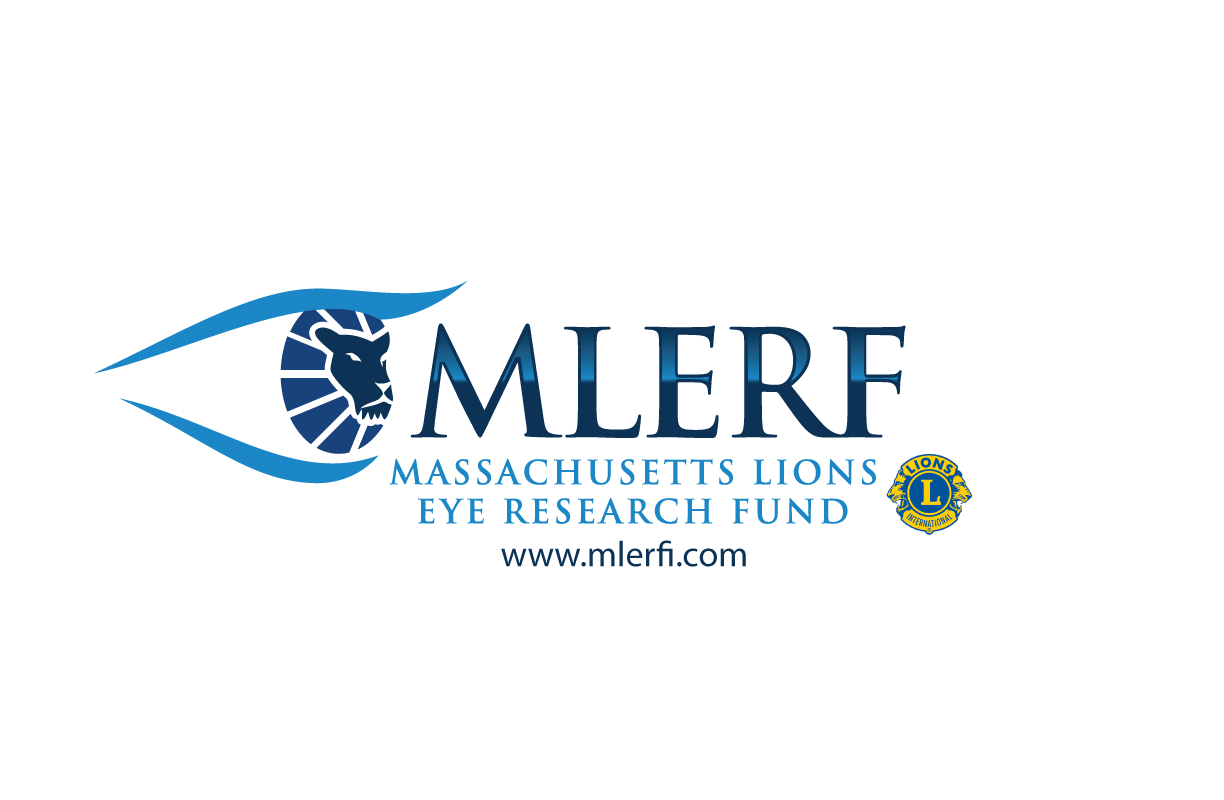 MLERF
MASSACHUSETTS LIONS
EYE RESEARCH FUND
www.mlerfi.com
LIONS
L
INTERNATIONAL
®